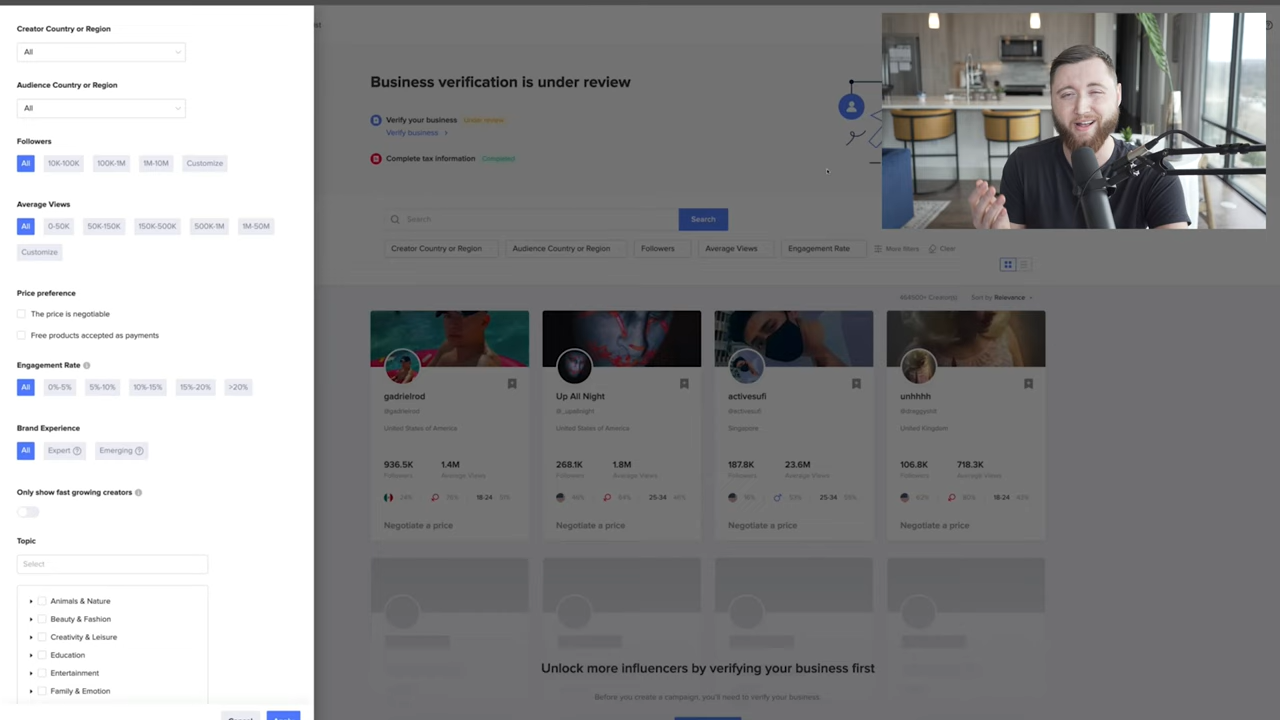 Creator Country or Region
All
Audience Country or Region
All
Followers
All 10K-100K 100K-1M 1M-10M Customize
Average Views
All 0-50K 50K-150K 150K-500K 500K-1M 1M-50M
Customize
Price preference
The price is negotiable
Free products accepted as payments
Engagement Rate
All 0%-5% 5%-10% 10%-15% 15%-20% >20%
Brand Experience
All Expert Emerging
Only show fast growing creators
Topic
Select
Animals & Nature
Beauty & Fashion
Creativity & Leisure
Education
Entertainment
Family & Emotion
Business verification is under review
Verify your business Under review
Verify business
Complete tax information Completed
Search Search
Creator Country or Region Audience Country or Region Followers Average Views Engagement Rate More filters Clear
Sort by Relevance
gadrielrod Up All Night activesufi unhhhh
@gadrielrod @_upallnight @activesufi
United States of America United States of America Singapore United Kingdom
936.5K 1.4M 268.1K 1.8M 187.8K 23.6M 106.8K 718.3K
Followers Average Views Followers Average Views Followers Average Views Followers Average Views
18-24 25-34 25-34 18-24
Negotiate a price Negotiate a price Negotiate a price Negotiate a price
Unlock more influencers by verifying your business first
Before you create a campaign, you'll need to verify your business.